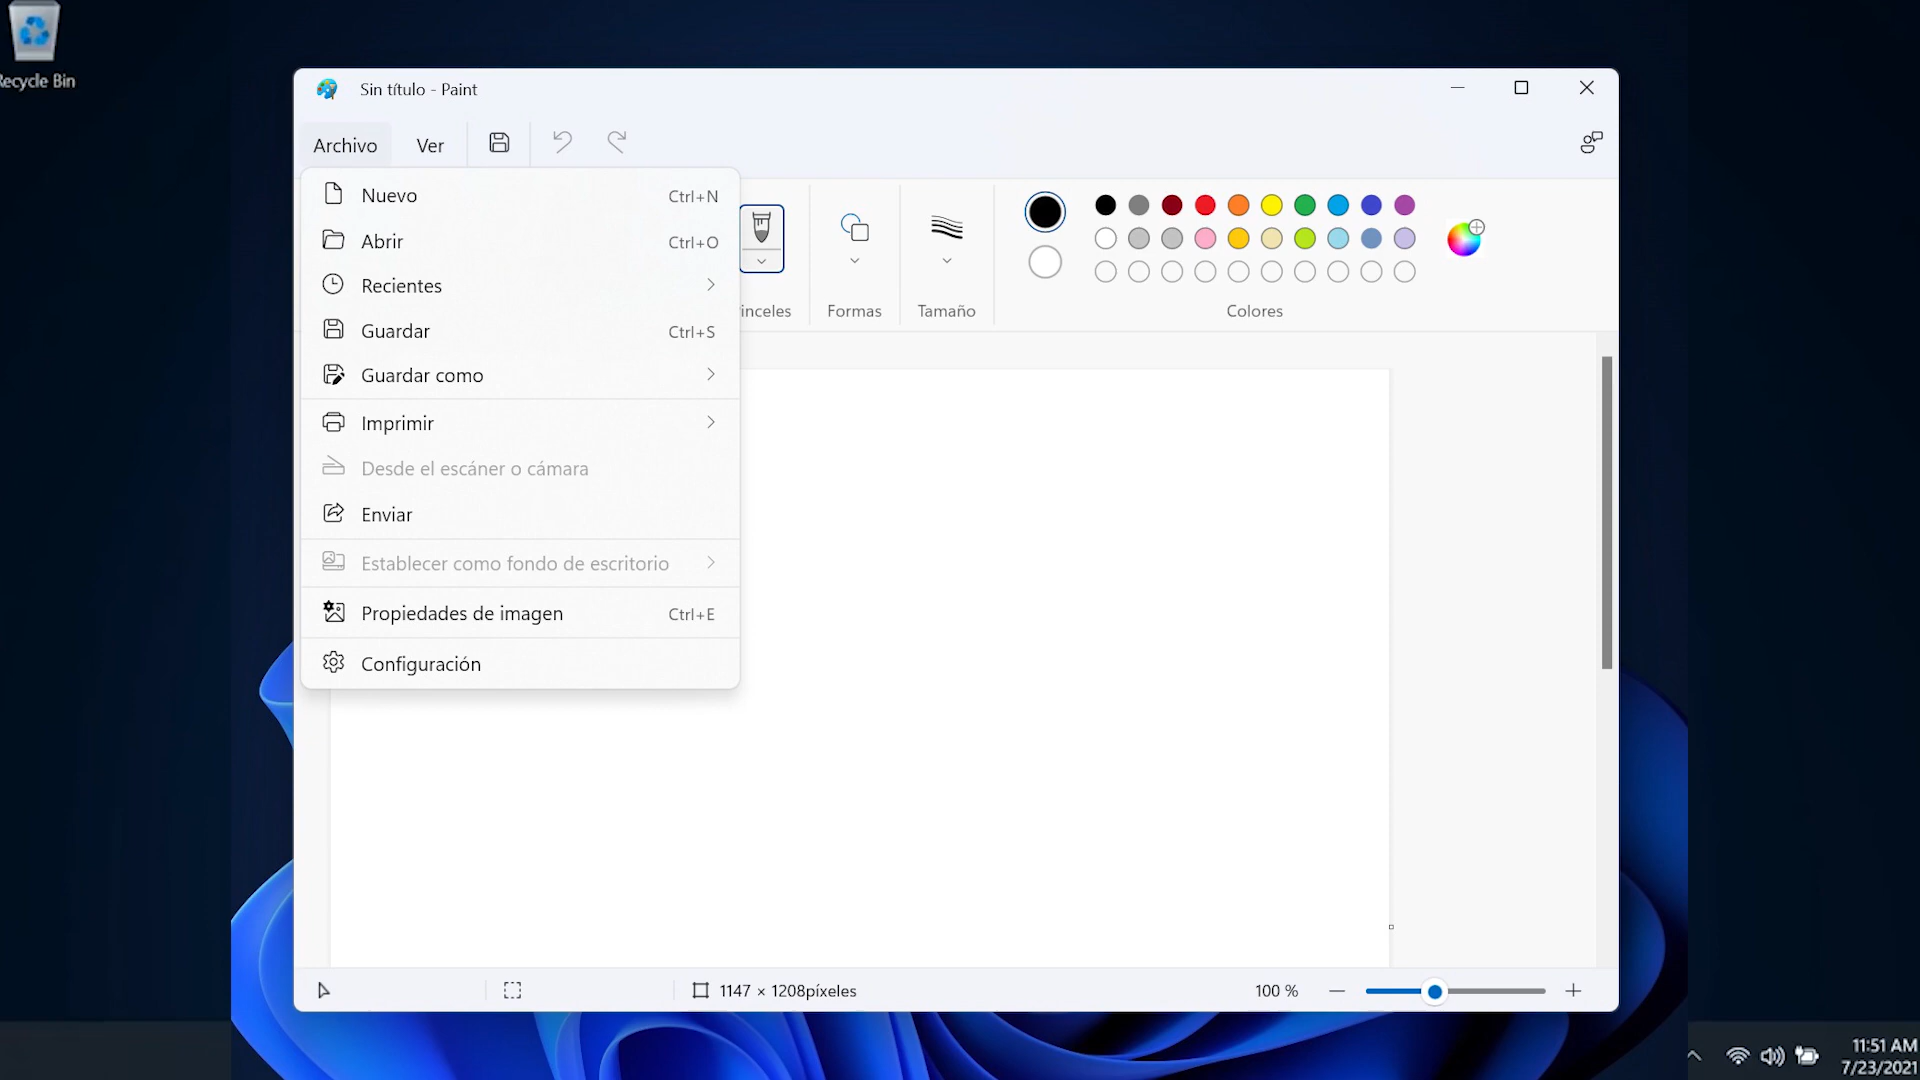 Recycle Bin
Sin título - Paint
Archivo
Ver
Nuevo Ctrl+N
Abrir Ctrl+O
Recientes
Guardar Ctrl+S
Guardar como
Imprimir
Desde el escáner o cámara
Enviar
Establecer como fondo de escritorio
Propiedades de imagen Ctrl+E
Configuración
inceles
Formas
Tamaño
Colores
1147 × 1208píxeles
100 %
11:51 AM
7/23/2021